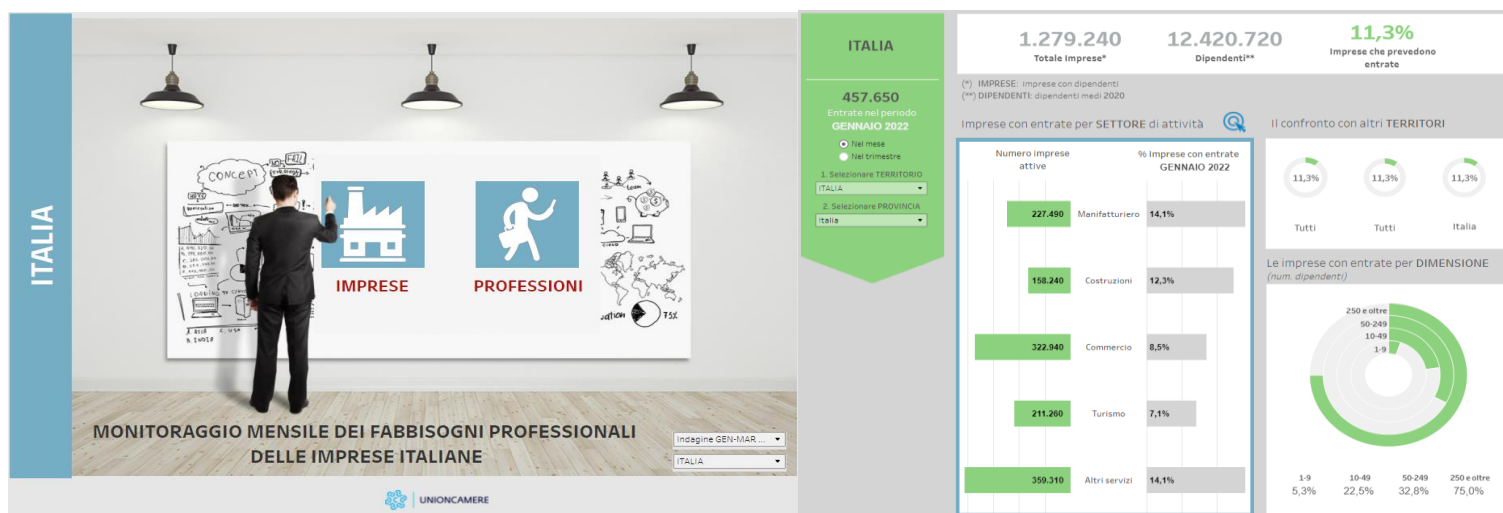 ITALIA
CONCEPT
FAIL
IMPRESE
PROFESSIONI
75%
MONITORAGGIO MENSILE DEI FABBISOGNI PROFESSIONALI
DELLE IMPRESE ITALIANE
Indagine GEN-MAR ...
ITALIA
UNIONCAMERE
ITALIA
457.650
Entrate nel periodo
GENNAIO 2022
Nel mese
Nel trimestre
1. Selezionare TERRITORIO
ITALIA
2. Selezionare PROVINCIA
Italia
1.279.240
Totale Imprese*
12.420.720
Dipendenti**
11,3%
Imprese che prevedono
entrate
(*) IMPRESE: Imprese con dipendenti
(**) DIPENDENTI: dipendenti medi 2020
Imprese con entrate per SETTORE di attività
Numero imprese
attive
% Imprese con entrate
GENNAIO 2022
227.490 Manifatturiero 14,1%
158.240 Costruzioni 12,3%
322.940 Commercio 8,5%
211.260 Turismo 7,1%
359.310 Altri servizi 14,1%
Il confronto con altri TERRITORI
11,3% 11,3% 11,3%
Tutti Tutti Italia
Le imprese con entrate per DIMENSIONE
(num. dipendenti)
250 e oltre
50-249
10-49
1-9
1-9 10-49 50-249 250 e oltre
5,3% 22,5% 32,8% 75,0%